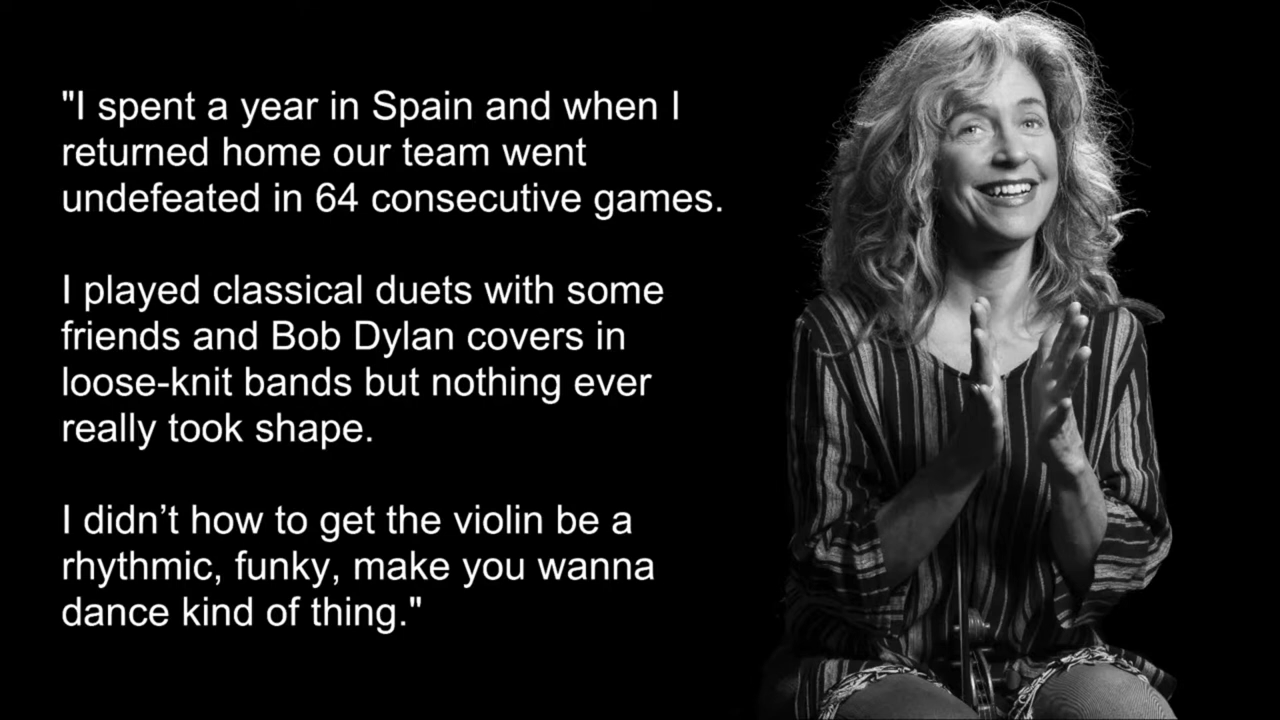 "I spent a year in Spain and when I
returned home our team went
undefeated in 64 consecutive games.
I played classical duets with some
friends and Bob Dylan covers in
loose-knit bands but nothing ever
really took shape.
I didn’t how to get the violin be a
rhythmic, funky, make you wanna
dance kind of thing."